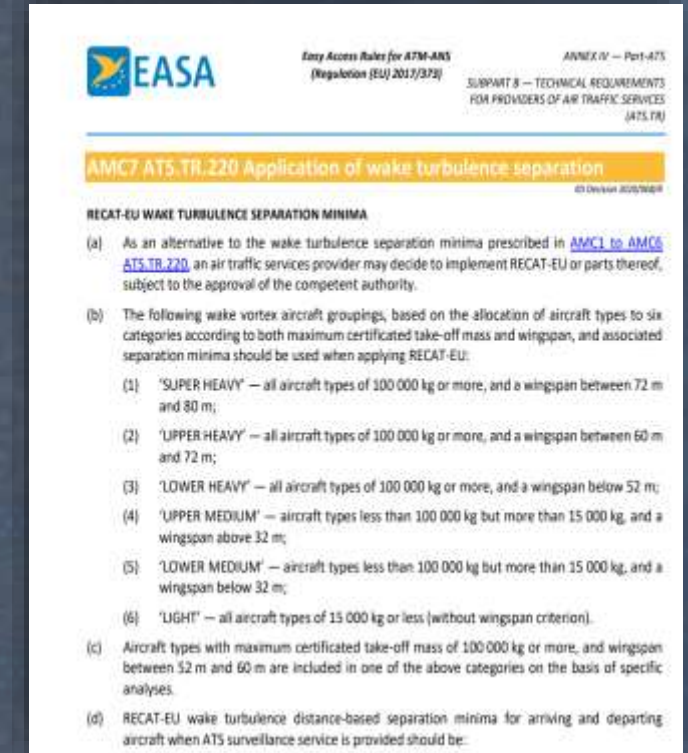 EASA
Easy Access Rules for ATM-ANS
(Regulation (EU) 2017/373)
ANNEX IV — Part-ATS
SUBPART B — TECHNICAL REQUIREMENTS
FOR PROVIDERS OF AIR TRAFFIC SERVICES
(ATS.TR)
AMC7 ATS.TR.220 Application of wake turbulence separation
ED Decision
RECAT-EU WAKE TURBULENCE SEPARATION MINIMA
(a) As an alternative to the wake turbulence separation minima prescribed in AMC1 to AMC6
ATS.TR.220, an air traffic services provider may decide to implement RECAT-EU or parts thereof,
subject to the approval of the competent authority.
(b) The following wake vortex aircraft groupings, based on the allocation of aircraft types to six
categories according to both maximum certificated take-off mass and wingspan, and associated
separation minima should be used when applying RECAT-EU:
(1) ‘SUPER HEAVY’ — all aircraft types of 100 000 kg or more, and a wingspan between 72 m
and 80 m;
(2) ‘UPPER HEAVY’ — all aircraft types of 100 000 kg or more, and a wingspan between 60 m
and 72 m;
(3) ‘LOWER HEAVY’ — all aircraft types of 100 000 kg or more, and a wingspan below 52 m;
(4) ‘UPPER MEDIUM’ — aircraft types less than 100 000 kg but more than 15 000 kg, and a
wingspan above 32 m;
(5) ‘LOWER MEDIUM’ — aircraft types less than 100 000 kg but more than 15 000 kg, and a
wingspan below 32 m;
(6) ‘LIGHT’ — all aircraft types of 15 000 kg or less (without wingspan criterion).
(c) Aircraft types with maximum certificated take-off mass of 100 000 kg or more, and wingspan
between 52 m and 60 m are included in one of the above categories on the basis of specific
analyses.
(d) RECAT-EU wake turbulence distance-based separation minima for arriving and departing
aircraft when ATS surveillance service is provided should be: